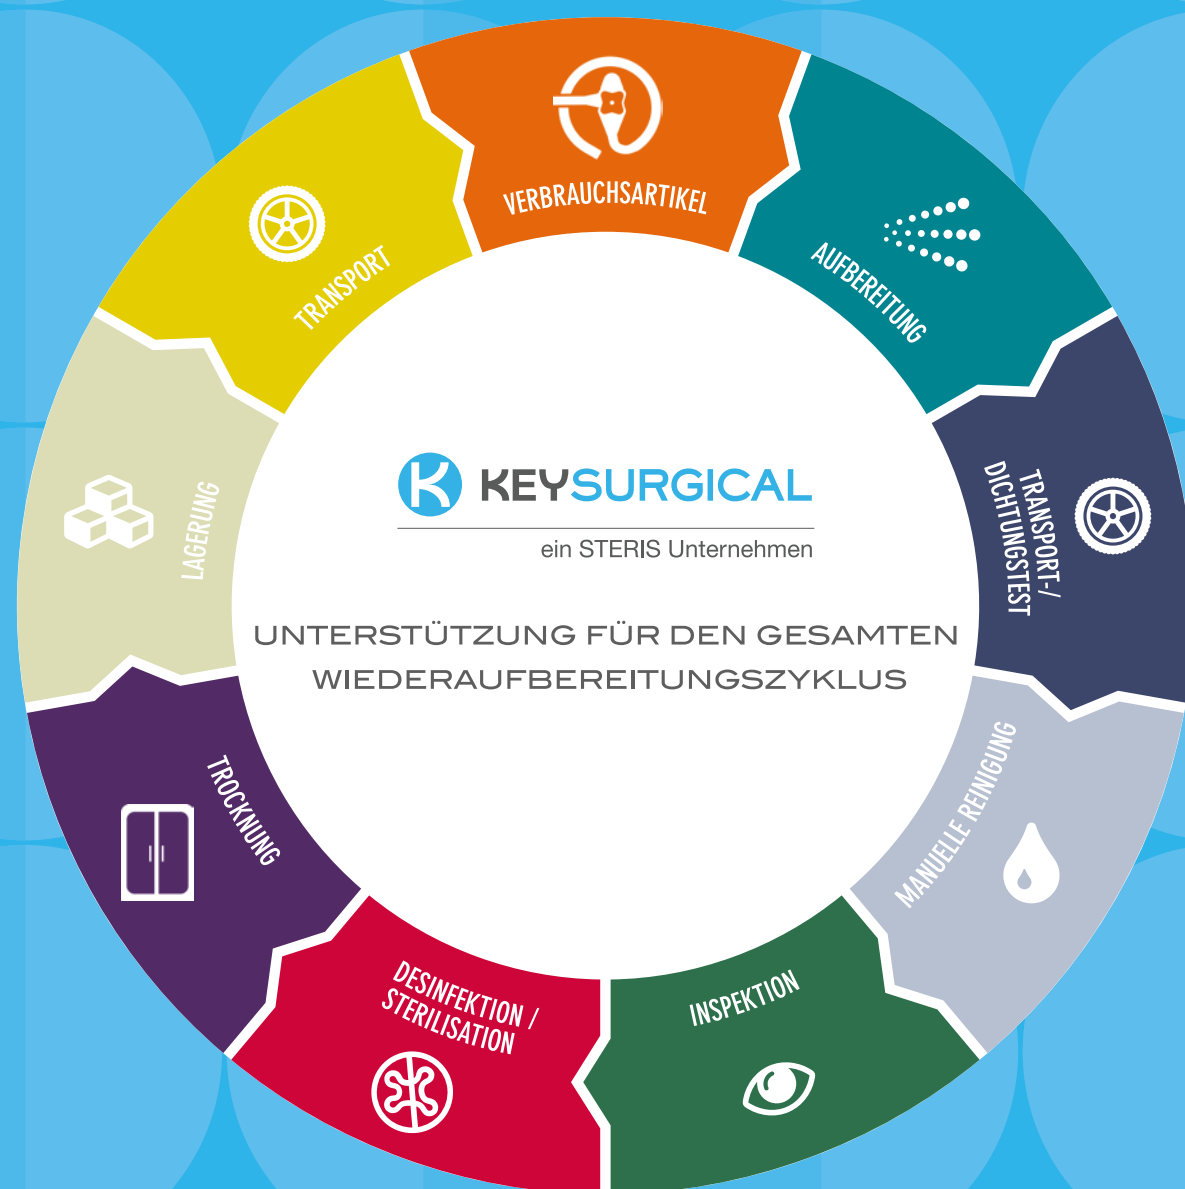 VERBRAUCHSARTIKEL
AUFBEREITUNG
TRANSPORT-/
DICHTUNGSTEST
MANUELLE REINIGUNG
INSPEKTION
DESINFEKTION /
STERILISATION
TROCKNUNG
LAGERUNG
TRANSPORT
K KEYSURGICAL
ein STERIS Unternehmen
UNTERSTÜTZUNG FÜR DEN GESAMTEN
WIEDERAUFBEREITUNGSZYKLUS